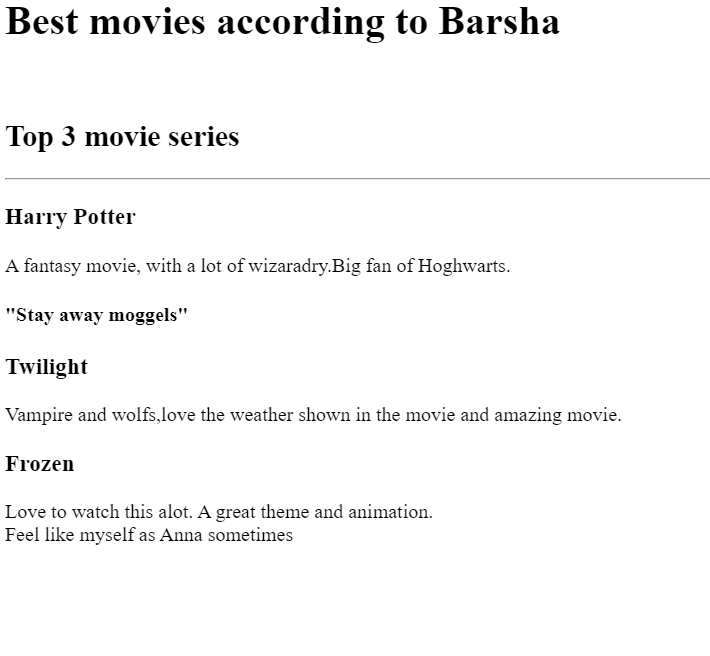 Best movies according to Barsha
Top 3 movie series
Harry Potter
A fantasy movie, with a lot of wizaradry.Big fan of Hoghwarts.
"Stay away moggels"
Twilight
Vampire and wolfs,love the weather shown in the movie and amazing movie.
Frozen
Love to watch this alot. A great theme and animation.
Feel like myself as Anna sometimes